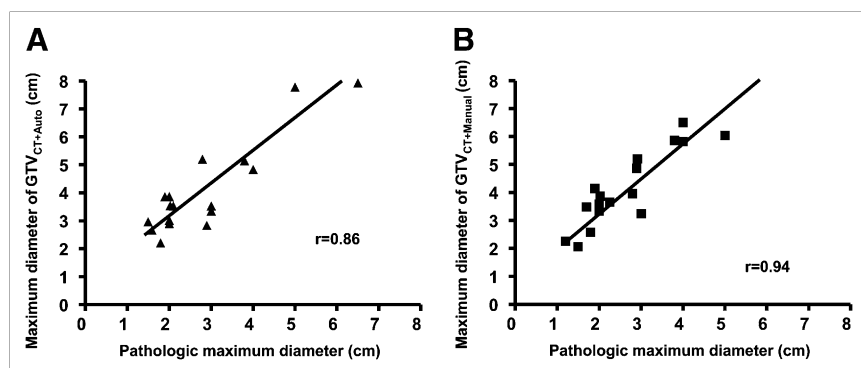 A
Maximum diameter of GTVCT+Auto (cm)
8
7
6
5
4
3
2
1
0
r=0.86
0 1 2 3 4 5 6 7 8
Pathologic maximum diameter (cm)
B
Maximum diameter of GTVCT+Manual (cm)
8
7
6
5
4
3
2
1
0
r=0.94
0 1 2 3 4 5 6 7 8
Pathologic maximum diameter (cm)